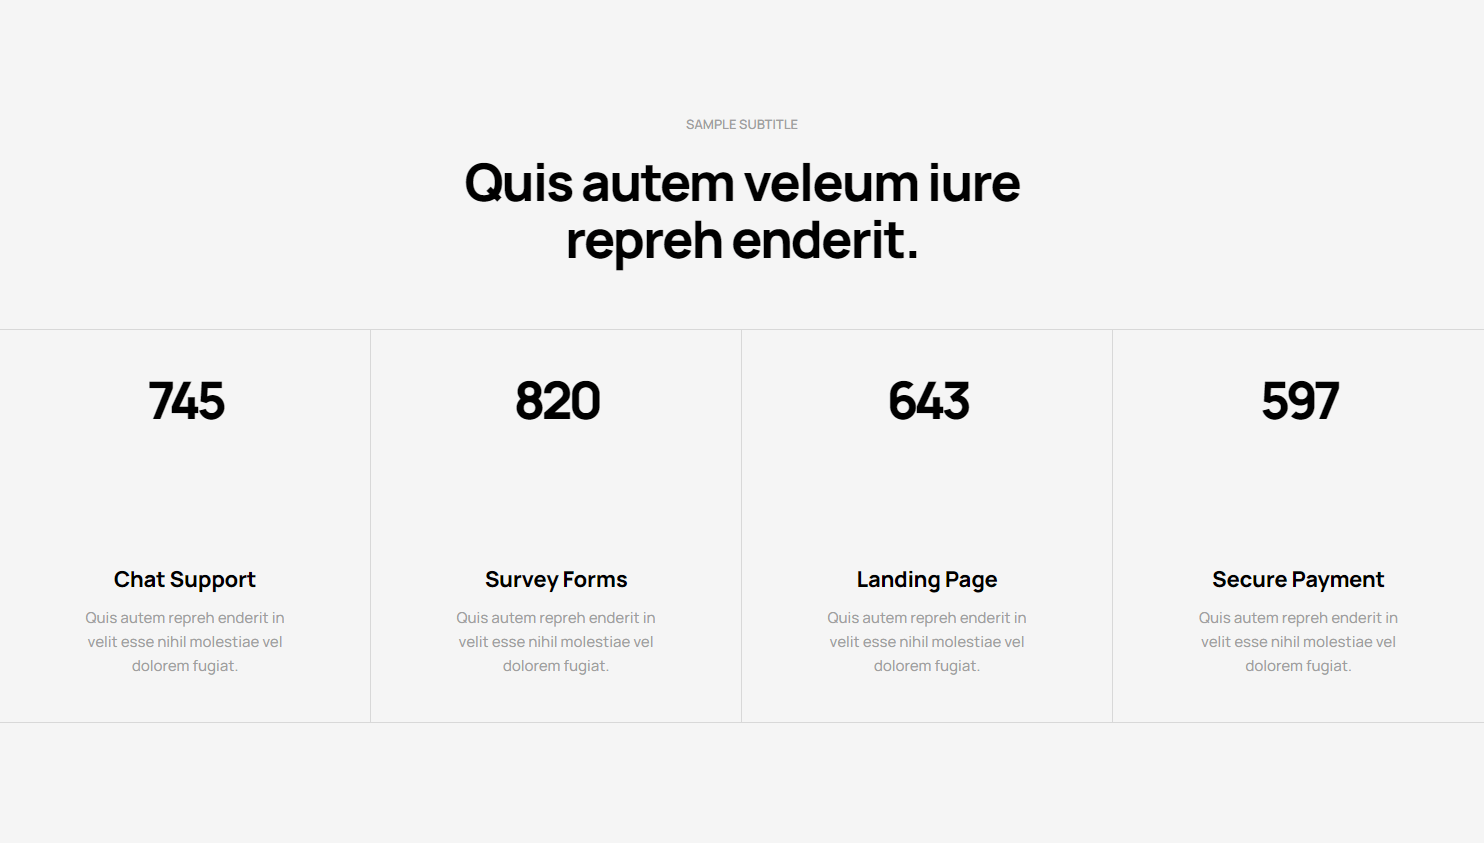 SAMPLE SUBTITLE
Quis autem veleum iure
repreh enderit.
745
Chat Support
Quis autem repreh enderit in
velit esse nihil molestiae vel
dolorem fugiat.
820
Survey Forms
Quis autem repreh enderit in
velit esse nihil molestiae vel
dolorem fugiat.
643
Landing Page
Quis autem repreh enderit in
velit esse nihil molestiae vel
dolorem fugiat.
597
Secure Payment
Quis autem repreh enderit in
velit esse nihil molestiae vel
dolorem fugiat.